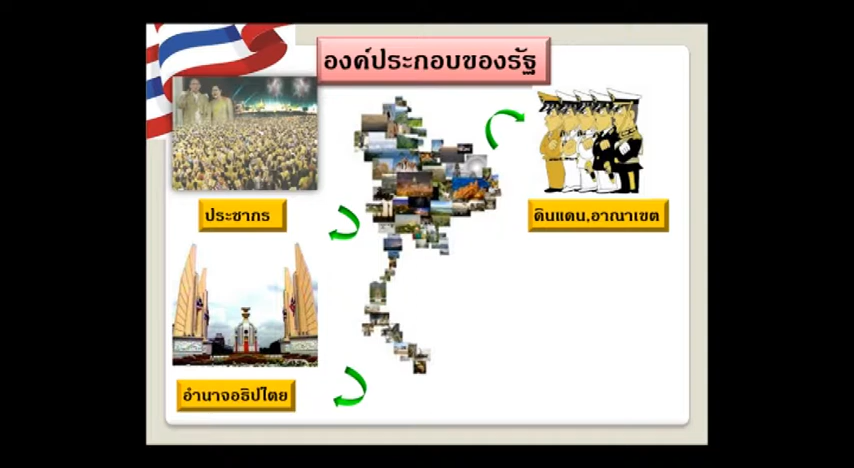 องค์ประกอบของรัฐ
ประชากร
ดินแดน,อาณาเขต
อำนาจอธิปไตย